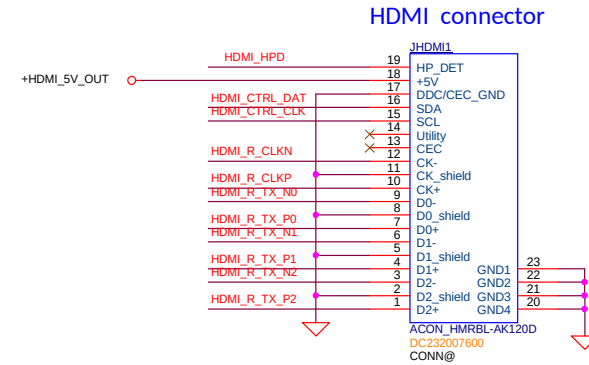 HDMI connector
JHDMI1
HDMI_HPD 19 HP_DET
+HDMI_5V_OUT 18 +5V
17 DDC/CEC_GND
HDMI_CTRL_DAT 16 SDA
HDMI_CTRL_CLK 15 SCL
14 Utility
13 CEC
HDMI_R_CLKN 12 CK-
11 CK_shield
HDMI_R_CLKP 10 CK+
HDMI_R_TX_N0 9 D0-
8 D0_shield
HDMI_R_TX_P0 7 D0+
HDMI_R_TX_N1 6 D1-
5 D1_shield
HDMI_R_TX_P1 4 D1+ GND1 23
HDMI_R_TX_N2 3 D2- GND2 22
2 D2_shield GND3 21
HDMI_R_TX_P2 1 D2+ GND4 20
ACON_HMRBL-AK120D
DC232007600
CONN@